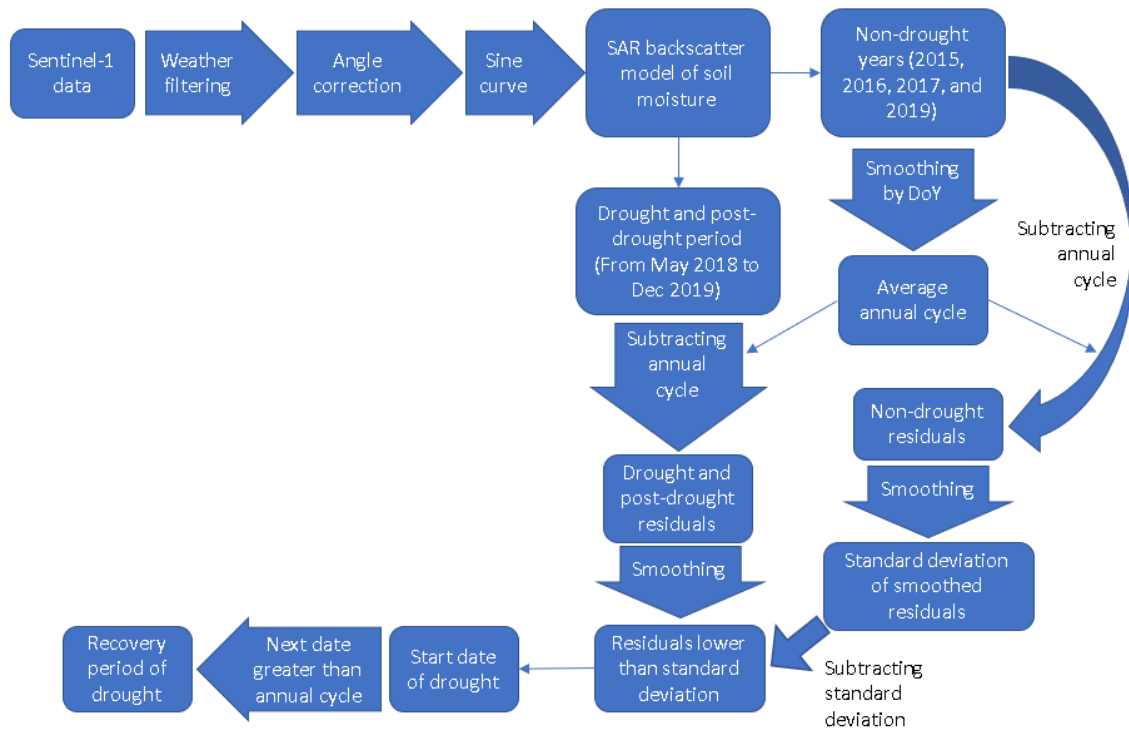 Sentinel-1
data
Weather
filtering
Angle
correction
Sine
curve
SAR backscatter
model of soil
moisture
Non-drought
years (2015,
2016, 2017, and
2019)
Smoothing
by DoY
Subtracting
annual
cycle
Drought and post-
drought period
(From May 2018 to
Dec 2019)
Average
annual cycle
Subtracting
annual
cycle
Non-drought
residuals
Drought and
post-drought
residuals
Smoothing
Smoothing
Standard deviation
of smoothed
residuals
Recovery
period of
drought
Next date
greater than
annual cycle
Start date
of drought
Residuals lower
than standard
deviation
Subtracting
standard
deviation